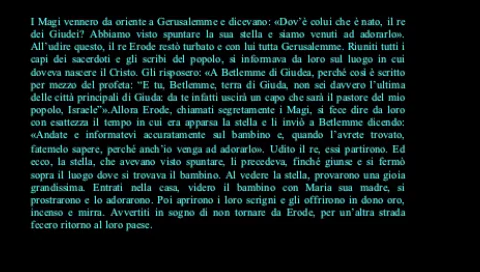 I Magi vennero da oriente a Gerusalemme e dicevano: «Dov'è colui che è nato, il re
dei Giudei? Abbiamo visto spuntare la sua stella e siamo venuti ad adorarlo».
All'udire questo, il re Erode restò turbato e con lui tutta Gerusalemme. Riuniti tutti i
capi dei sacerdoti e gli scribi del popolo, si informava da loro sul luogo in cui
doveva nascere il Cristo. Gli risposero: «A Betlemme di Giudea, perché così è scritto
per mezzo del profeta: “E tu, Betlemme, terra di Giuda, non sei davvero l'ultima
delle città principali di Giuda: da te infatti uscirà un capo che sarà il pastore del mio
popolo, Israele”».Allora Erode, chiamati segretamente i Magi, si fece dire da loro
con esattezza il tempo in cui era apparsa la stella e li inviò a Betlemme dicendo:
«Andate e informatevi accuratamente sul bambino e, quando l'avrete trovato,
fatemelo sapere, perché anch'io venga ad adorarlo». Udito il re, essi partirono. Ed
ecco, la stella, che avevano visto spuntare, li precedeva, finché giunse e si fermò
sopra il luogo dove si trovava il bambino. Al vedere la stella, provarono una gioia
grandissima. Entrati nella casa, videro il bambino con Maria sua madre, si
prostrarono e lo adorarono. Poi aprirono i loro scrigni e gli offrirono in dono oro,
incenso e mirra. Avvertiti in sogno di non tornare da Erode, per un'altra strada
fecero ritorno al loro paese.